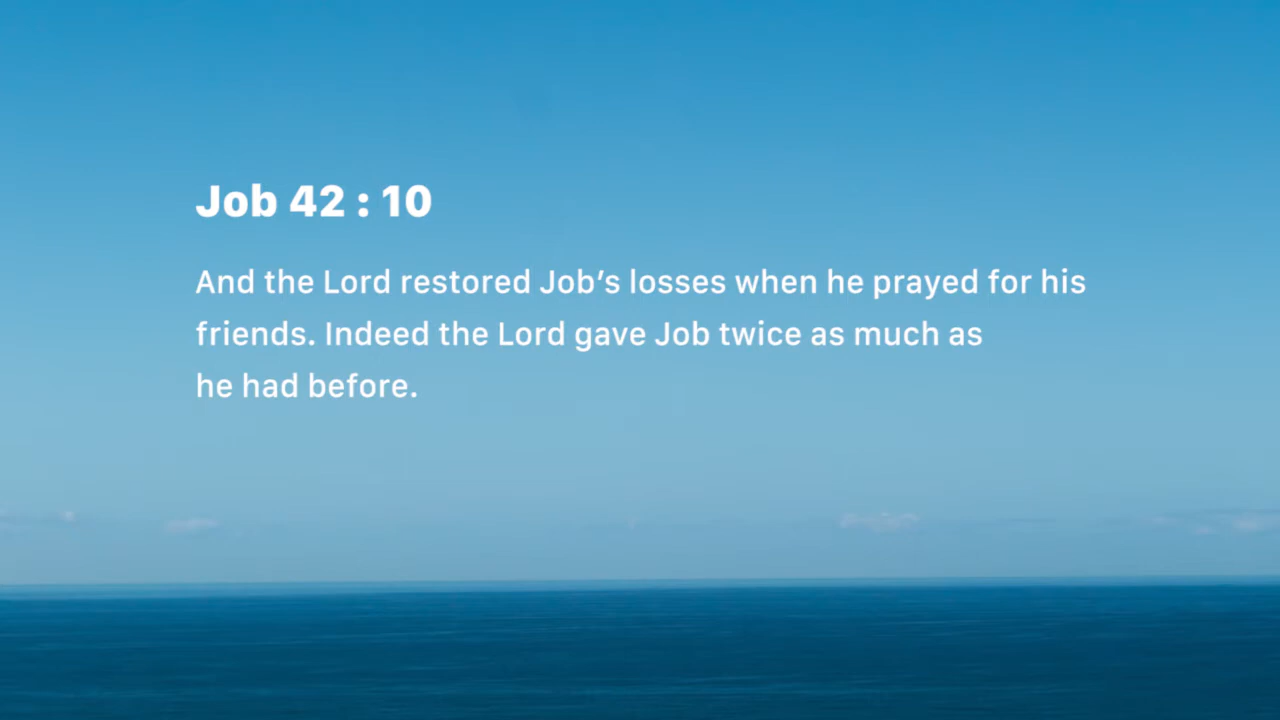 Job 42 : 10
And the Lord restored Job’s losses when he prayed for his
friends. Indeed the Lord gave Job twice as much as
he had before.